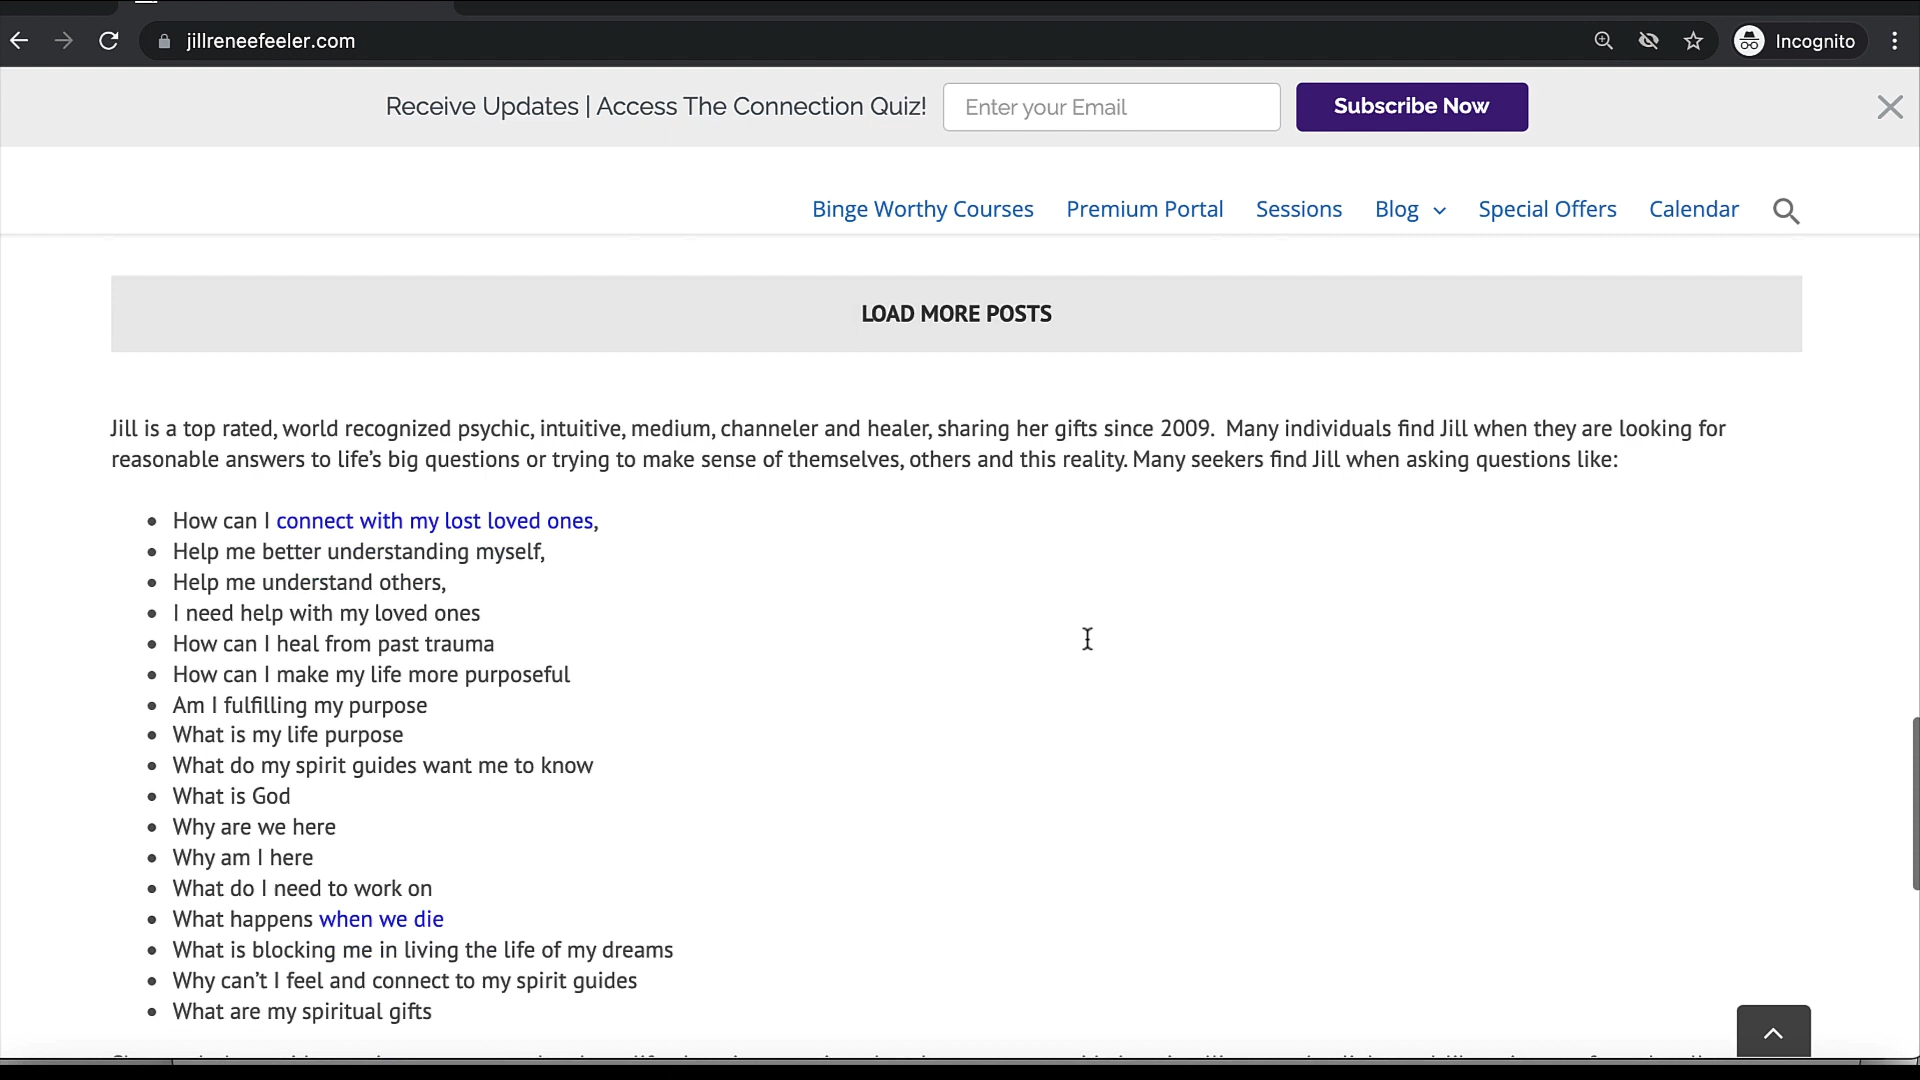 jillreneefeeler.com
Incognito
Receive Updates | Access The Connection Quiz!
Enter your Email
Subscribe Now
Binge Worthy Courses
Premium Portal
Sessions
Blog
Special Offers
Calendar
LOAD MORE POSTS
Jill is a top rated, world recognized psychic, intuitive, medium, channeler and healer, sharing her gifts since 2009. Many individuals find Jill when they are looking for
reasonable answers to life’s big questions or trying to make sense of themselves, others and this reality. Many seekers find Jill when asking questions like:
How can I connect with my lost loved ones,
Help me better understanding myself,
Help me understand others,
I need help with my loved ones
How can I heal from past trauma
How can I make my life more purposeful
Am I fulfilling my purpose
What is my life purpose
What do my spirit guides want me to know
What is God
Why are we here
Why am I here
What do I need to work on
What happens when we die
What is blocking me in living the life of my dreams
Why can’t I feel and connect to my spirit guides
What are my spiritual gifts